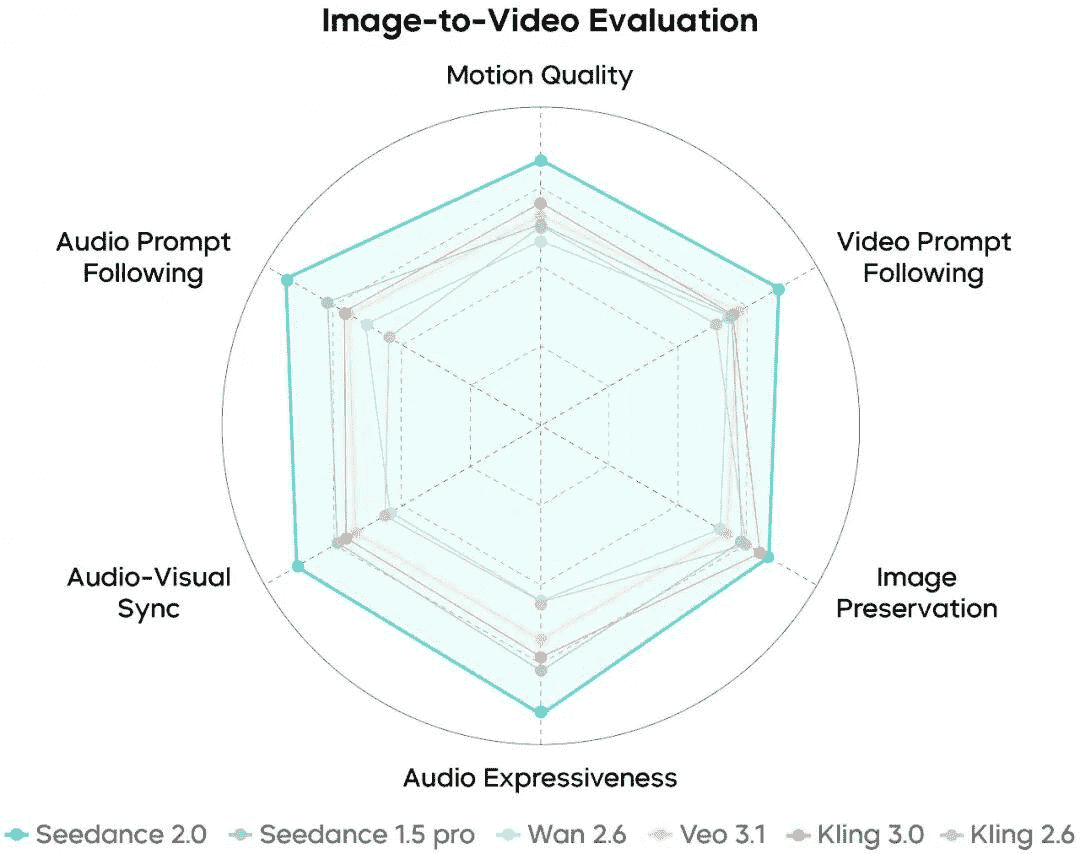 Image-to-Video Evaluation
Motion Quality
Audio Prompt
Following
Video Prompt
Following
Audio-Visual
Sync
Image
Preservation
Audio Expressiveness
Seedance 2.0
Seedance 1.5 pro
Wan 2.6
Veo 3.1
Kling 3.0
Kling 2.6